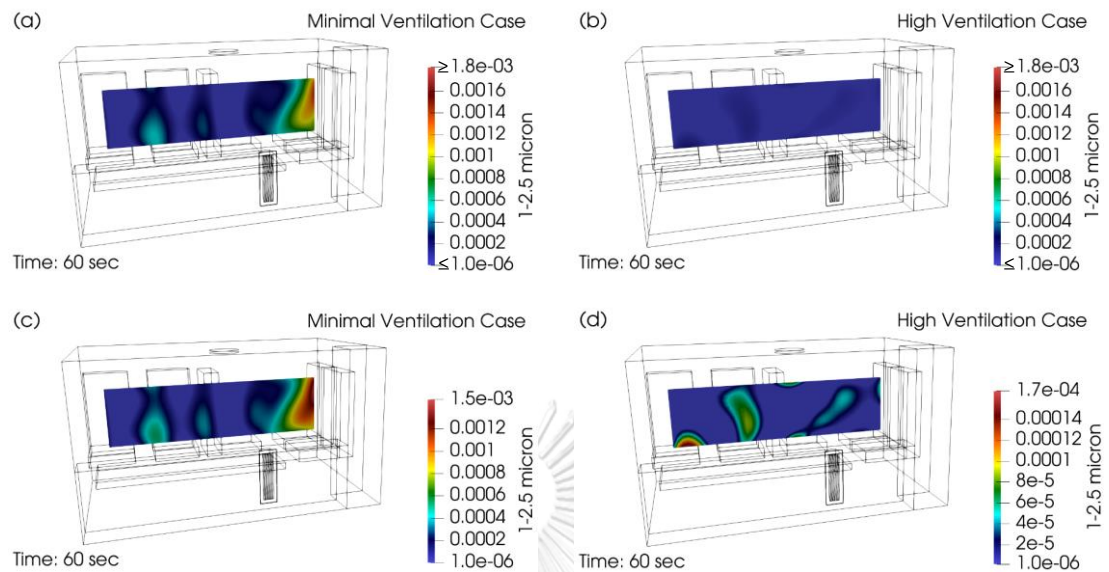 (a)
Minimal Ventilation Case
≥ 1.8e-03
0.0016
0.0014
0.0012
0.001
0.0008
0.0006
0.0004
0.0002
≤ 1.0e-06
1-2.5 micron
Time: 60 sec
(b)
High Ventilation Case
≥ 1.8e-03
0.0016
0.0014
0.0012
0.001
0.0008
0.0006
0.0004
0.0002
≤ 1.0e-06
1-2.5 micron
Time: 60 sec
(c)
Minimal Ventilation Case
1.5e-03
0.0012
0.001
0.0008
0.0006
0.0004
0.0002
1.0e-06
1-2.5 micron
Time: 60 sec
(d)
High Ventilation Case
1.7e-04
0.00014
0.00012
0.0001
8e-5
6e-5
4e-5
2e-5
1.0e-06
1-2.5 micron
Time: 60 sec